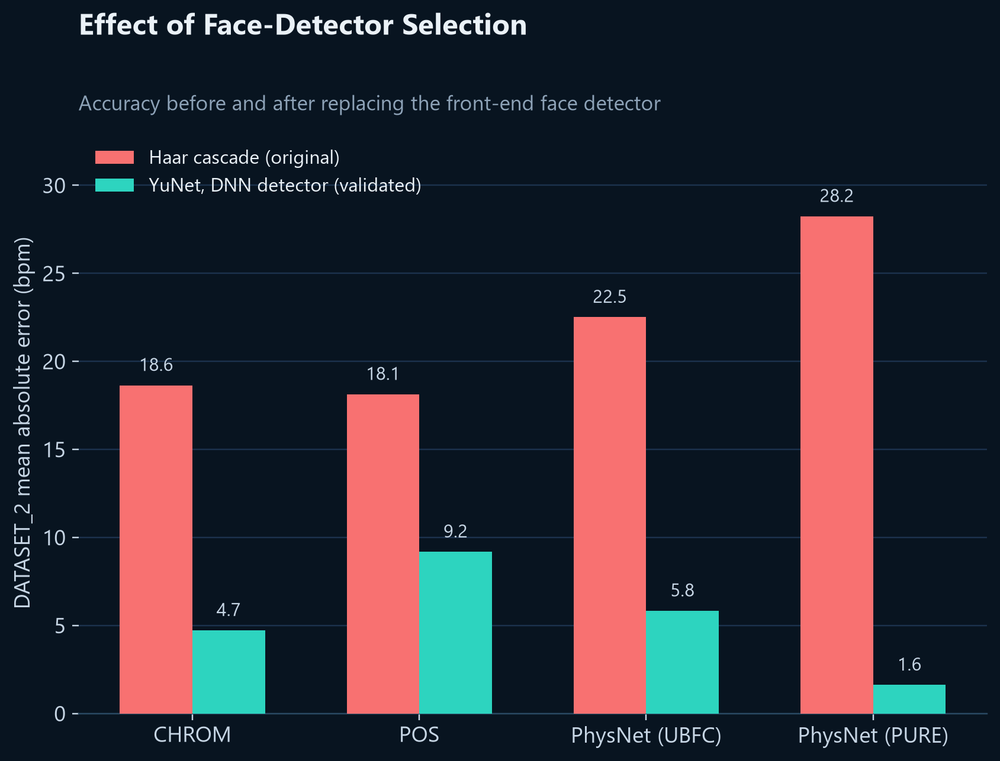 Effect of Face-Detector Selection
Accuracy before and after replacing the front-end face detector
Haar cascade (original)
YuNet, DNN detector (validated)
DATASET_2 mean absolute error (bpm)
30
25
20
15
10
5
0
18.6
4.7
18.1
9.2
22.5
5.8
28.2
1.6
CHROM
POS
PhysNet (UBFC)
PhysNet (PURE)